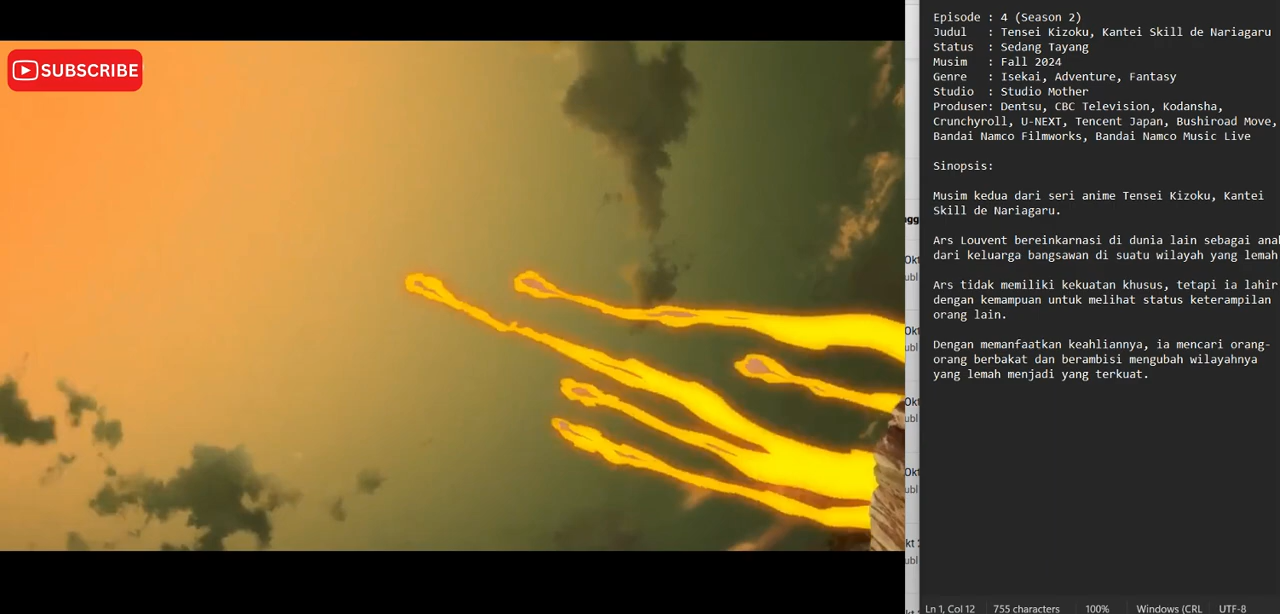 SUBSCRIBE
Episode : 4 (Season 2)
Judul : Tensei Kizoku, Kantei Skill de Nariagaru
Status : Sedang Tayang
Musim : Fall 2024
Genre : Isekai, Adventure, Fantasy
Studio : Studio Mother
Produser: Dentsu, CBC Television, Kodansha,
Crunchyroll, U-NEXT, Tencent Japan, Bushiroad Move,
Bandai Namco Filmworks, Bandai Namco Music Live
Sinopsis:
Musim kedua dari seri anime Tensei Kizoku, Kantei
Skill de Nariagaru.
Ars Louvent bereinkarnasi di dunia lain sebagai
dari keluarga bangsawan di suatu wilayah yang lemah
Ars tidak memiliki kekuatan khusus, tetapi ia lahir
dengan kemampuan untuk melihat status keterampilan
orang lain.
Dengan memanfaatkan keahliannya, ia mencari orang-
orang berbakat dan berambisi mengubah wilayahnya
yang lemah menjadi yang terkuat.
Ln 1, Col 12 755 characters 100% Windows (CRL UTF-8